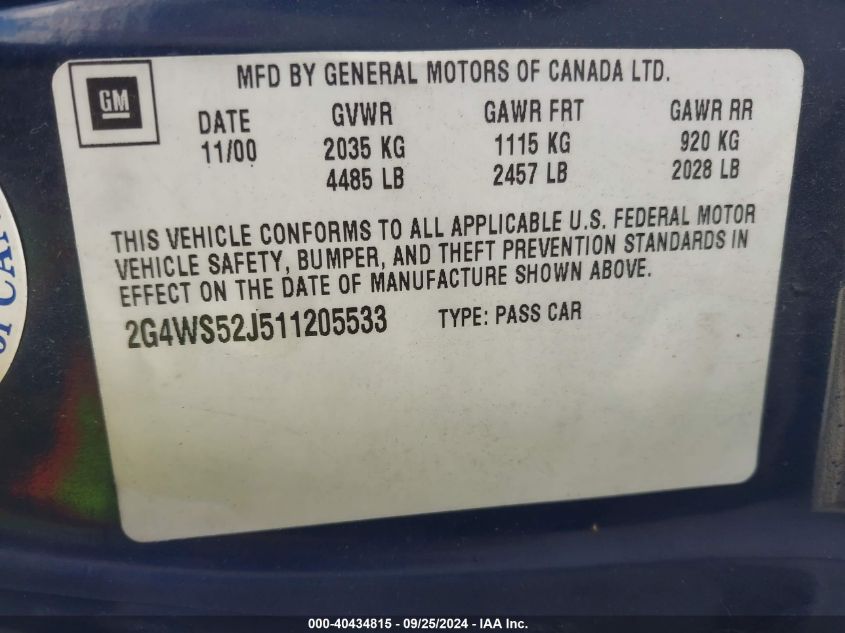 GM
MFD BY GENERAL MOTORS OF CANADA LTD.
DATE GVWR GAWR FRT GAWR RR
11/00 2035 KG 1115 KG 920 KG
4485 LB 2457 LB 2028 LB
THIS VEHICLE CONFORMS TO ALL APPLICABLE U.S. FEDERAL MOTOR
VEHICLE SAFETY, BUMPER, AND THEFT PREVENTION STANDARDS IN
EFFECT ON THE DATE OF MANUFACTURE SHOWN ABOVE.
2G4WS52J511205533 TYPE: PASS CAR
000-40434815 - 09/25/2024 - IAA Inc.